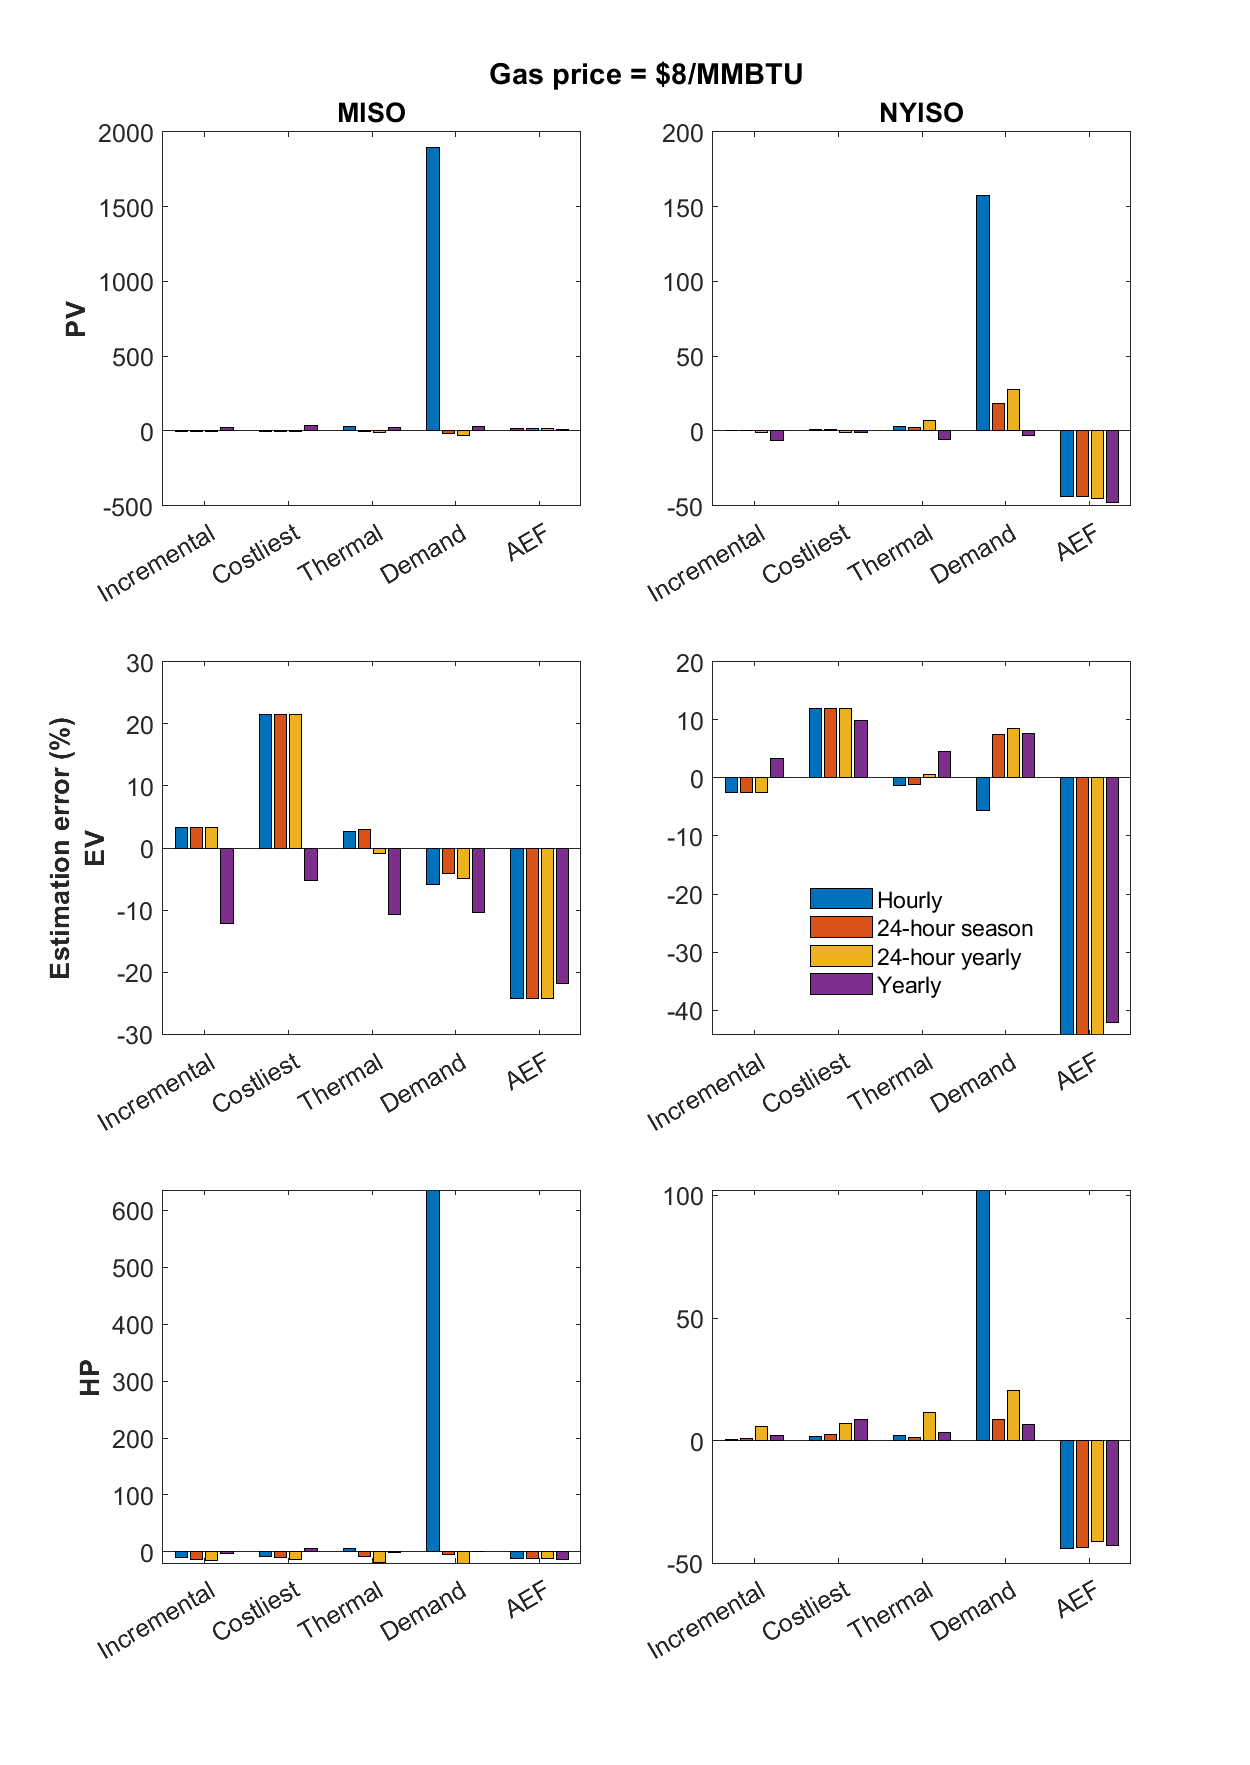 Gas price = $8/MMBTU
MISO
NYISO
PV
2000
1500
1000
500
0
-500
Incremental
Costliest
Thermal
Demand
AEF
200
150
100
50
0
-50
Incremental
Costliest
Thermal
Demand
AEF
Estimation error (%)
EV
30
20
10
0
-10
-20
-30
Incremental
Costliest
Thermal
Demand
AEF
20
10
0
-10
-20
-30
-40
Hourly
24-hour season
24-hour yearly
Yearly
Incremental
Costliest
Thermal
Demand
AEF
HP
600
500
400
300
200
100
0
Incremental
Costliest
Thermal
Demand
AEF
100
50
0
-50
Incremental
Costliest
Thermal
Demand
AEF